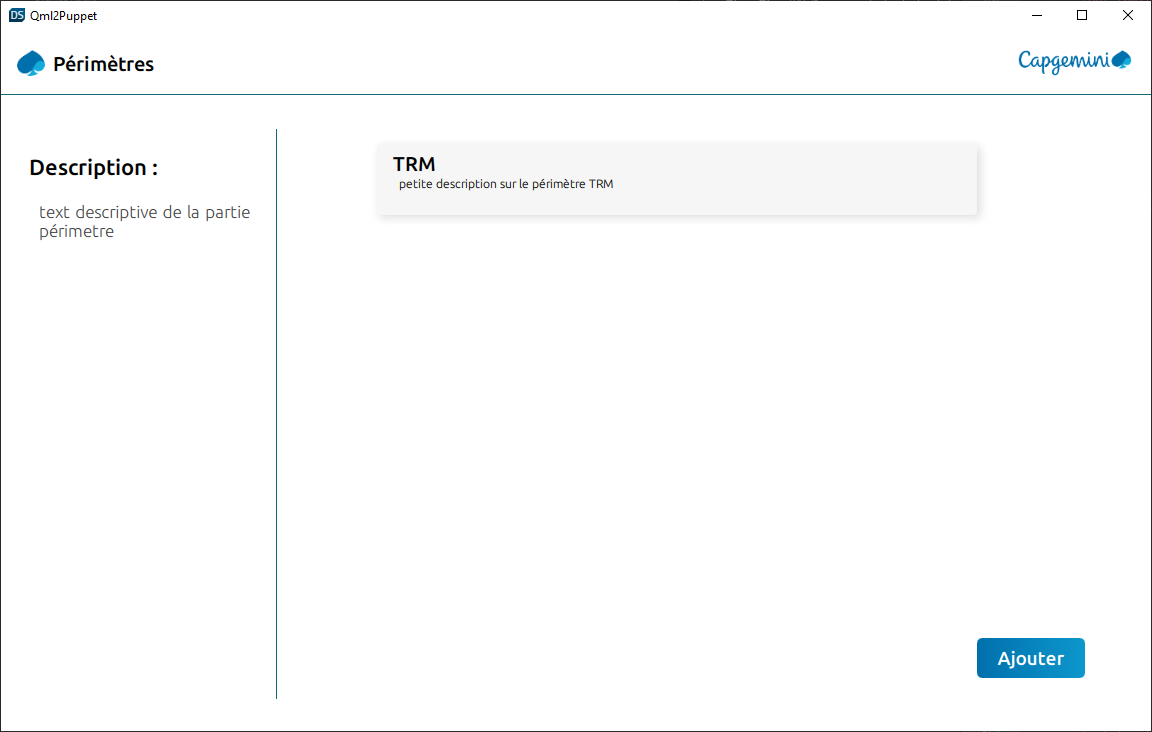 DS Qml2Puppet
Périmètres
Capgemini
Description :
text descriptive de la partie
périmetre
TRM
petite description sur le périmètre TRM
Ajouter